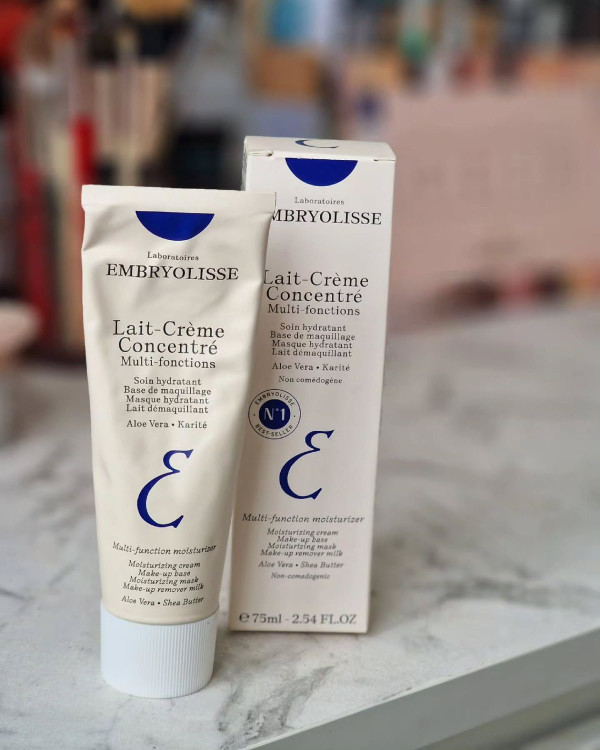 Laboratoires
EMBRYOLISSE
Lait-Crème
Concentré
Multi-fonctions
Soin hydratant
Base de maquillage
Masque hydratant
Lait démaquillant
Aloe Vera • Karité
Multi-function moisturizer
Moisturizing cream
Make-up base
Moisturizing mask
Make-up remover milk
Aloe Vera • Shea Butter
Laboratoires
MBRYOLISSE
Lait-Crème
Concentré
Multi-fonctions
Soin hydratant
Base de maquillage
Masque hydratant
Lait démaquillant
Aloe Vera • Karité
Non comédogène
EMBRYOLISSE
N°1
BEST-SELLER
Multi-function moisturizer
Moisturizing cream
Make-up base
Moisturizing mask
Make-up remover milk
Aloe Vera • Shea Butter
Non-comedogenic
℮ 75ml - 2.54 FL.OZ